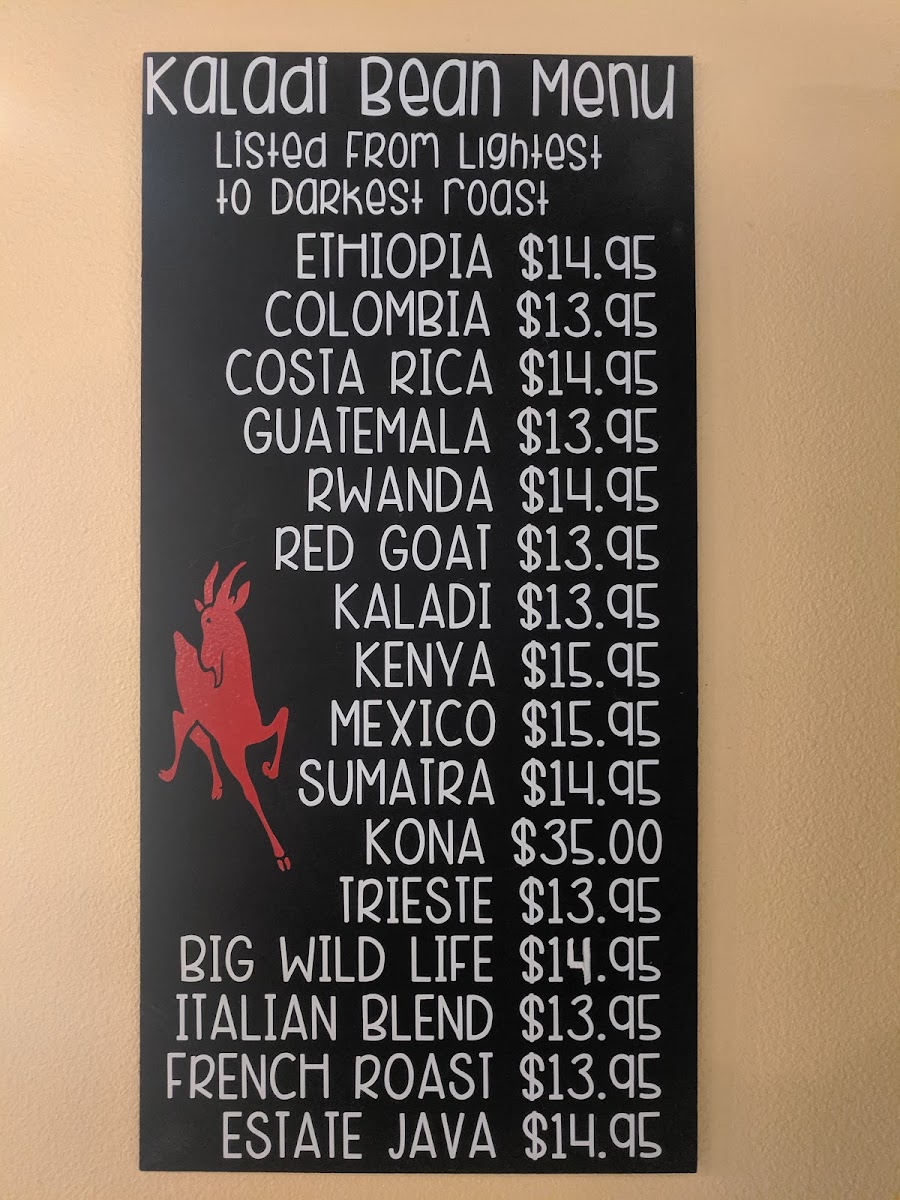 Kaladi Bean Menu
Listed From Lightest
to Darkest roast
ETHIOPIA $14.95
COLOMBIA $13.95
COSTA RICA $14.95
GUATEMALA $13.95
RWANDA $14.95
RED GOAT $13.95
KALADI $13.95
KENYA $15.95
MEXICO $15.95
SUMATRA $14.95
KONA $35.00
TRIESTE $13.95
BIG WILD LIFE $14.95
ITALIAN BLEND $13.95
FRENCH ROAST $13.95
ESTATE JAVA $14.95